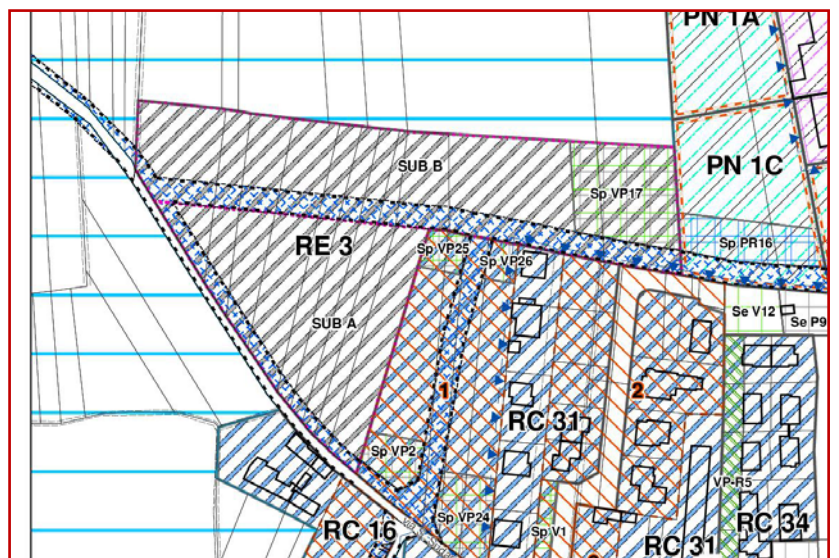 PN 1A
SUB B
PN 1C
Sp VP17
Sp PR16
RE 3
Sp VP25
Sp VP26
Se V12
Se P9
SUB A
1
2
RC 31
Sp VP2
VP-R5
Sp VP24
Sp V1
RC 16
RC 31
RC 34